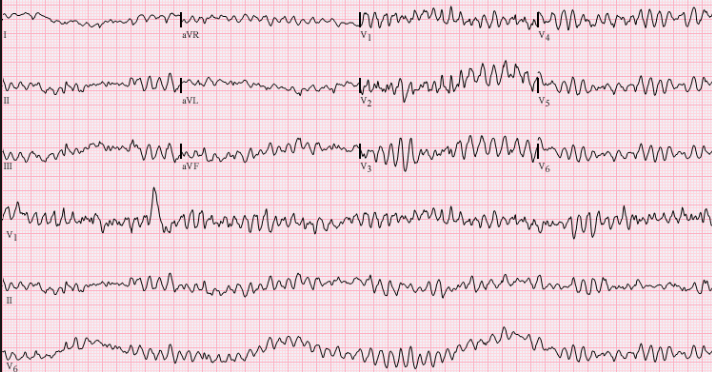 I aVR V1 V4
II aVL V2 V5
III aVF V3 V6
V1
II
V6